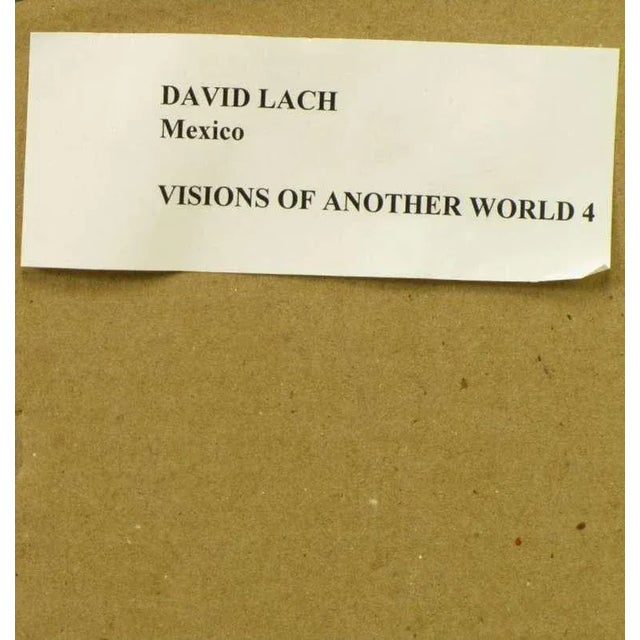 DAVID LACH
Mexico
VISIONS OF ANOTHER WORLD 4